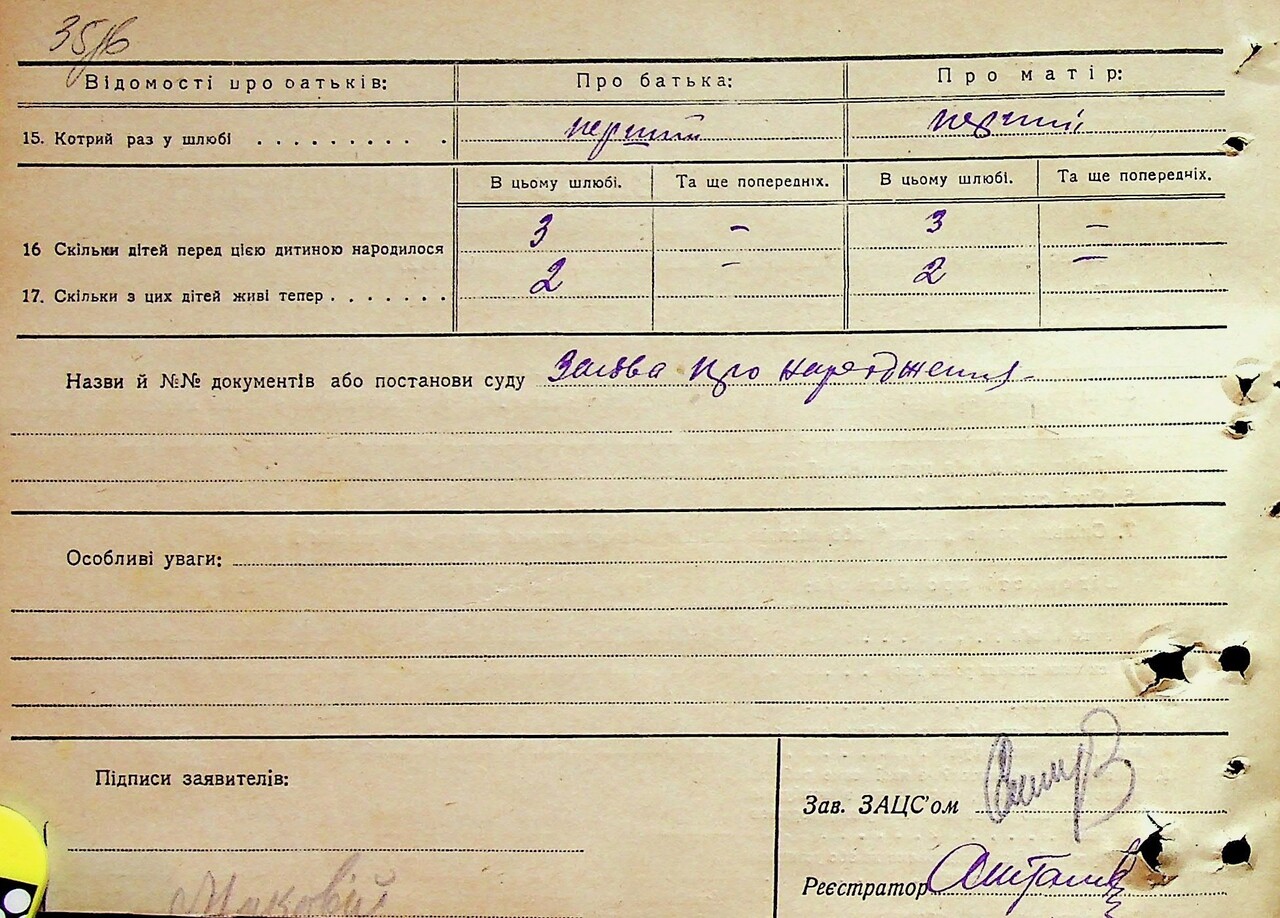 35/в
Відомості про батьків: Про батька: Про матір:
15. Котрий раз у шлюбі . . . . . . . . . . перший перший
В цьому шлюбі. Та ще попередніх. В цьому шлюбі. Та ще попередніх.
16 Скільки дітей перед цією дитиною народилося 3 – 3 –
17. Скільки з цих дітей живі тепер . . . . . . . 2 – 2 –
Назви й №№ документів або постанови суду Заява про народження
Особливі уваги:
Підписи заявителів:
Зав. ЗАЦС'ом
Реєстратор